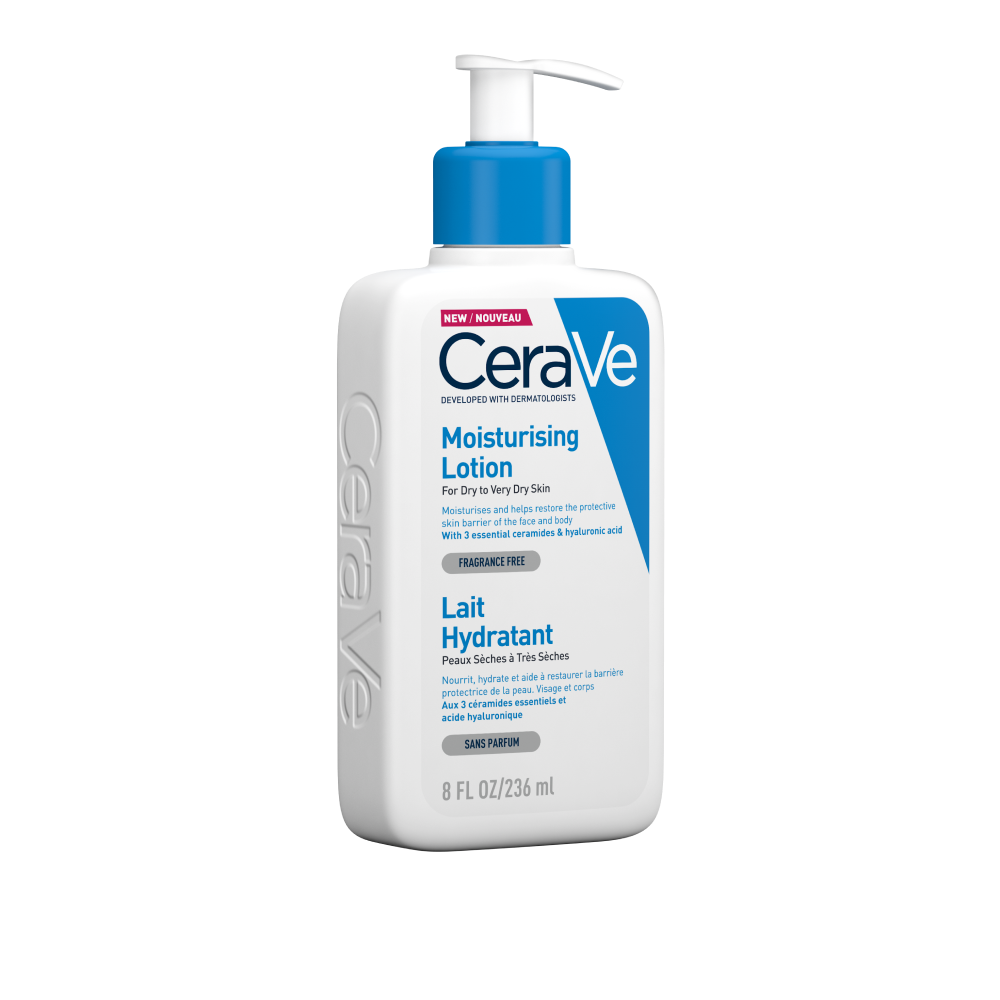 NEW / NOUVEAU
CeraVe
DEVELOPED WITH DERMATOLOGISTS
Moisturising
Lotion
For Dry to Very Dry Skin
Moisturises and helps restore the protective
skin barrier of the face and body
With 3 essential ceramides & hyaluronic acid
FRAGRANCE FREE
Lait
Hydratant
Peaux Sèches à Très Sèches
Nourrit, hydrate et aide à restaurer la barrière
protectrice de la peau. Visage et corps
Aux 3 céramides essentiels et
acide hyaluronique
SANS PARFUM
8 FL OZ/236 ml
CeraVe